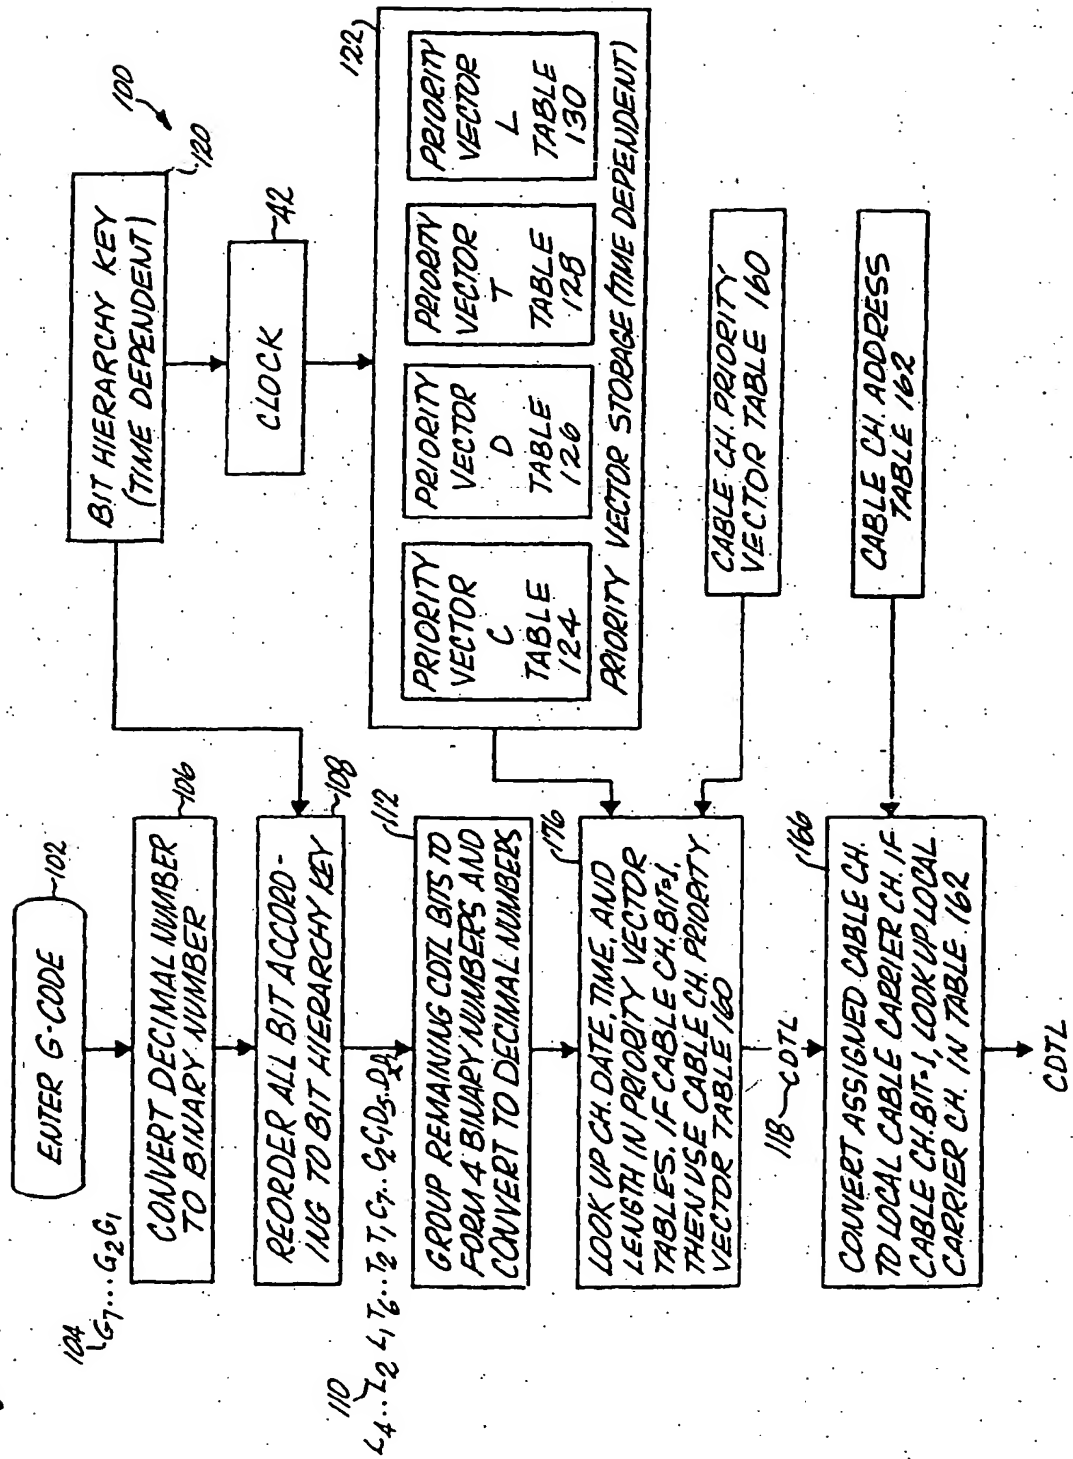 100
ENTER G-CODE
102
104
G7...G2G1
CONVERT DECIMAL NUMBER
TO BINARY NUMBER
106
REORDER ALL BIT ACCORD-
ING TO BIT HIERARCHY KEY
108
110
L4..L2 L1 T6...T2 T1 C7..C2 C1 D5..D2
GROUP REMAINING CDTL BITS TO
FORM 4 BINARY NUMBERS AND
CONVERT TO DECIMAL NUMBERS
112
LOOK UP CH. DATE, TIME, AND
LENGTH IN PRIORITY VECTOR
TABLES. IF CABLE CH. BIT=1,
THEN USE CABLE CH. PRIORITY
VECTOR TABLE 160
176
118
CDTL
CONVERT ASSIGNED CABLE CH.
TO LOCAL CABLE CARRIER CH. IF
CABLE CH. BIT=1, LOOK UP LOCAL
CARRIER CH. IN TABLE 162
166
CDTL
BIT HIERARCHY KEY
(TIME DEPENDENT)
120
CLOCK
42
122
PRIORITY
VECTOR
C
TABLE
124
PRIORITY
VECTOR
D
TABLE
126
PRIORITY
VECTOR
T
TABLE
128
PRIORITY
VECTOR
L
TABLE
130
PRIORITY VECTOR STORAGE (TIME DEPENDENT)
CABLE CH. PRIORITY
VECTOR TABLE 160
CABLE CH. ADDRESS
TABLE 162